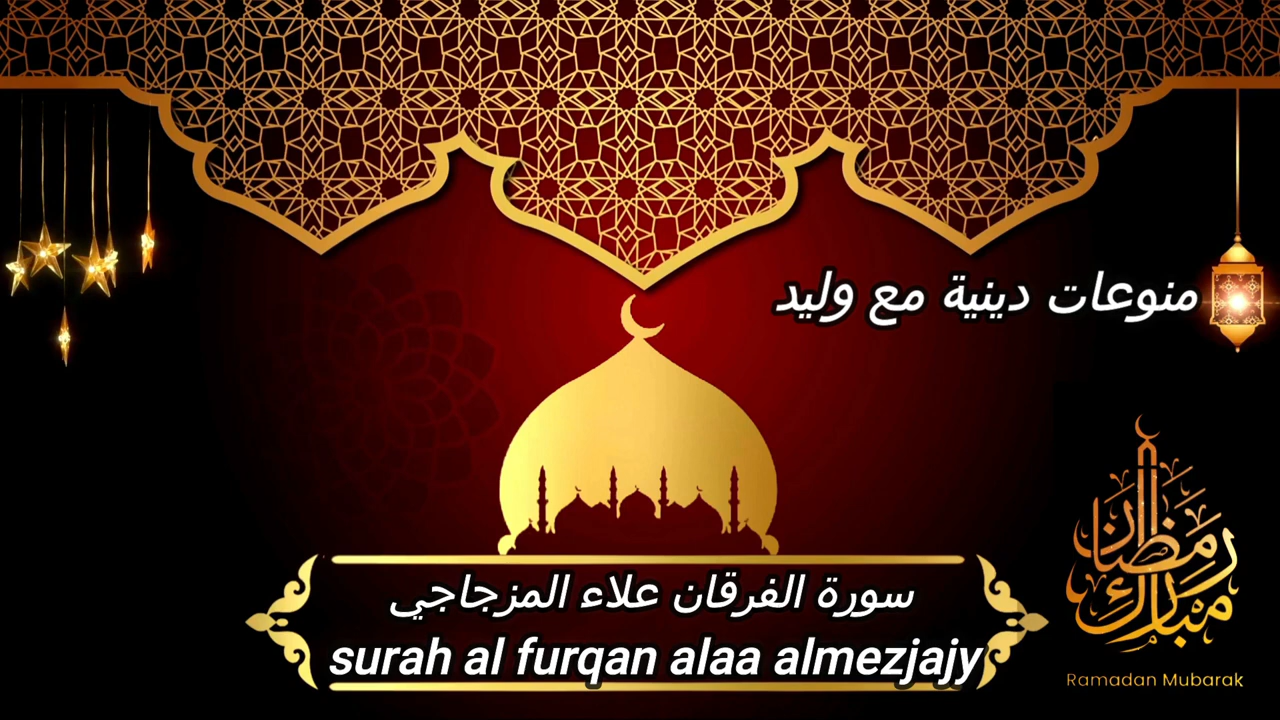 منوعات دينية مع وليد
سورة الفرقان علاء المزجاجي
surah al furqan alaa almezjajy
رمضان
مبارك
Ramadan Mubarak